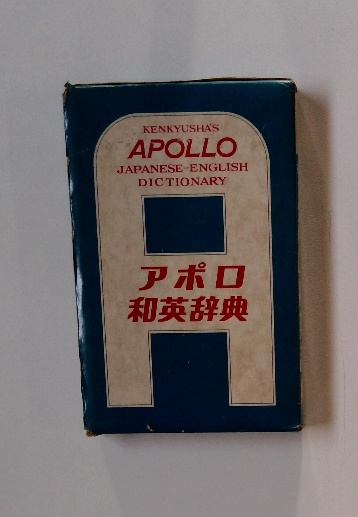 KENKYUSHA'S
APOLLO
JAPANESE-ENGLISH
DICTIONARY
アポロ
和英辞典